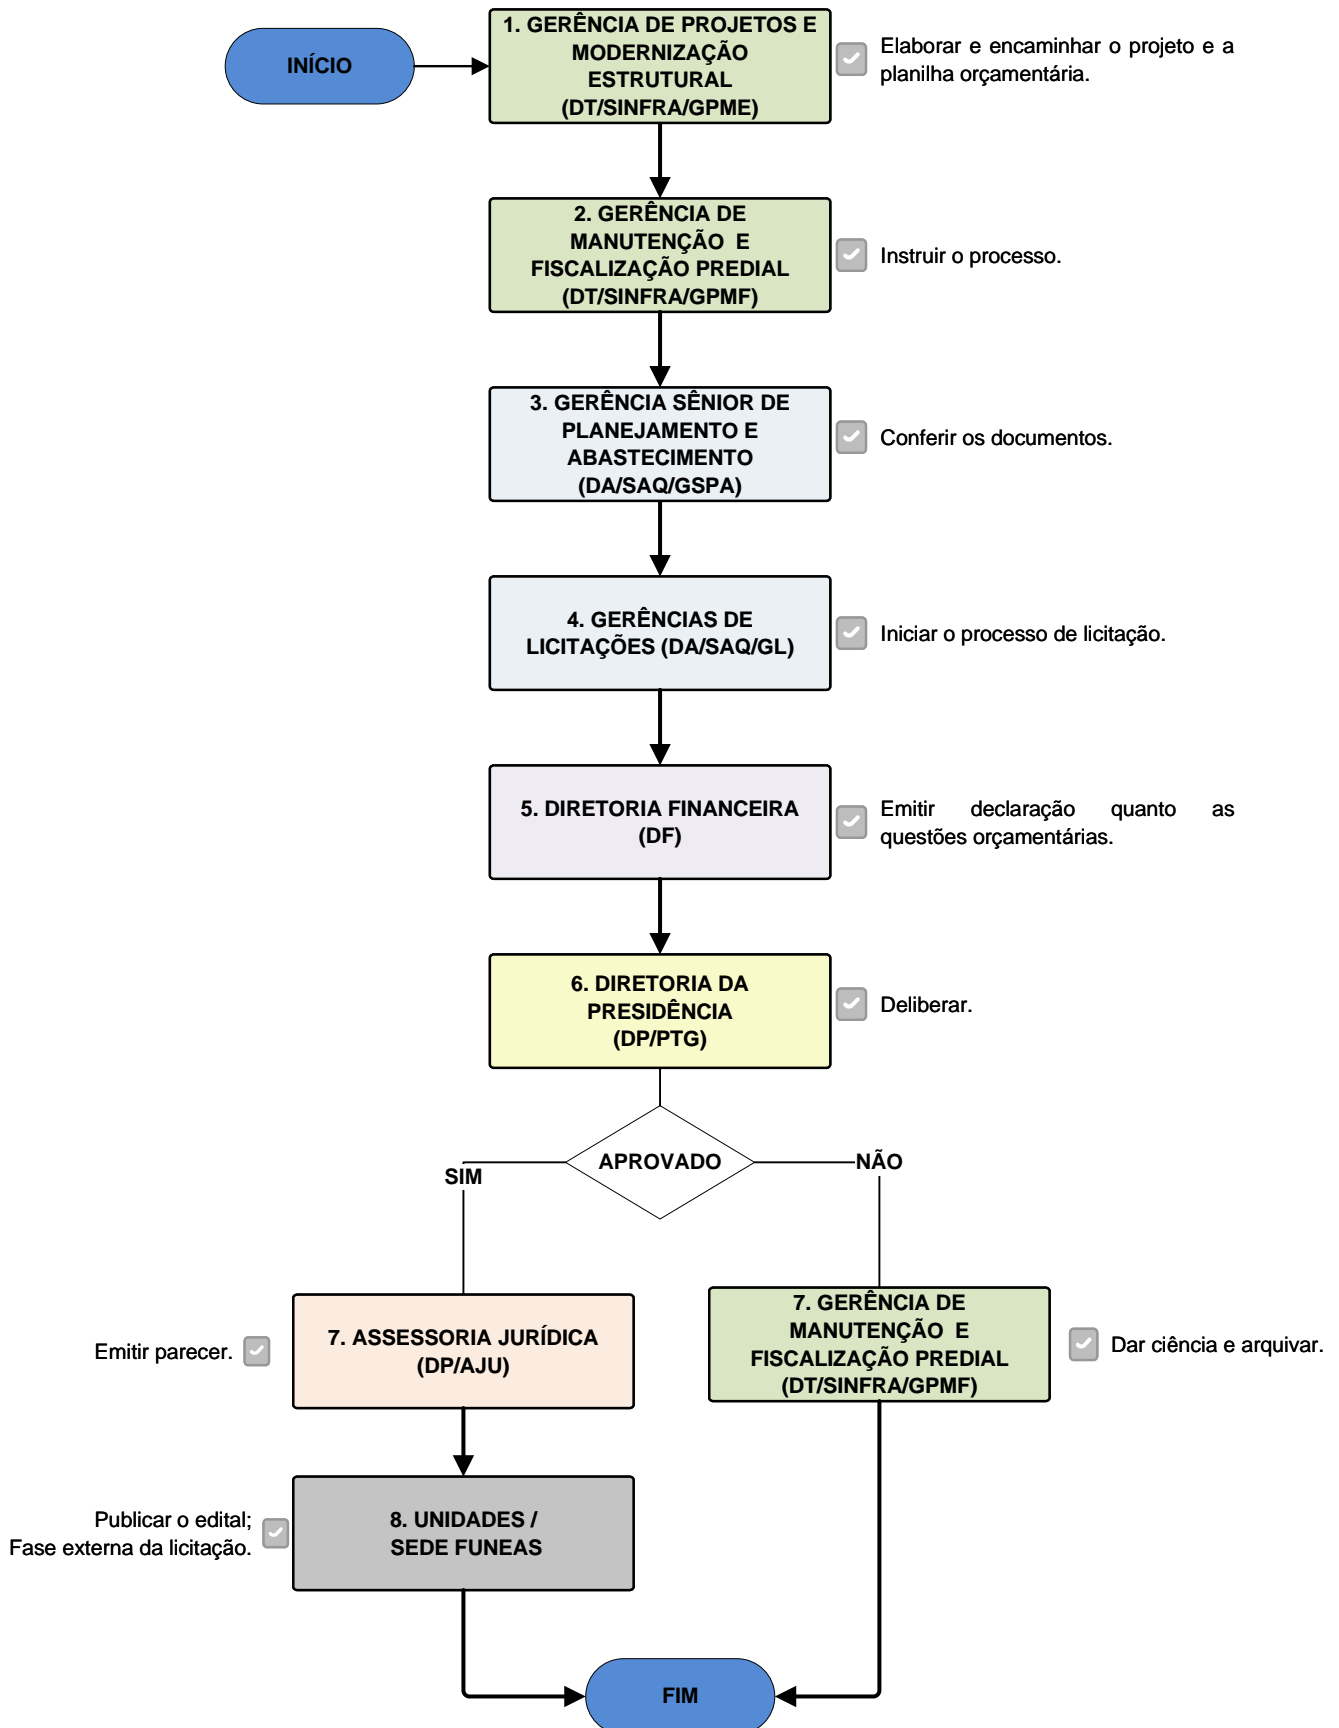 INÍCIO
1. GERÊNCIA DE PROJETOS E
MODERNIZAÇÃO
ESTRUTURAL
(DT/SINFRA/GPME)
Elaborar e encaminhar o projeto e a
planilha orçamentária.
2. GERÊNCIA DE
MANUTENÇÃO E
FISCALIZAÇÃO PREDIAL
(DT/SINFRA/GPMF)
Instruir o processo.
3. GERÊNCIA SÊNIOR DE
PLANEJAMENTO E
ABASTECIMENTO
(DA/SAQ/GSPA)
Conferir os documentos.
4. GERÊNCIAS DE
LICITAÇÕES (DA/SAQ/GL)
Iniciar o processo de licitação.
5. DIRETORIA FINANCEIRA
(DF)
Emitir declaração quanto as
questões orçamentárias.
6. DIRETORIA DA
PRESIDÊNCIA
(DP/PTG)
Deliberar.
APROVADO
SIM
NÃO
7. ASSESSORIA JURÍDICA
(DP/AJU)
Emitir parecer.
7. GERÊNCIA DE
MANUTENÇÃO E
FISCALIZAÇÃO PREDIAL
(DT/SINFRA/GPMF)
Dar ciência e arquivar.
8. UNIDADES /
SEDE FUNEAS
Publicar o edital;
Fase externa da licitação.
FIM